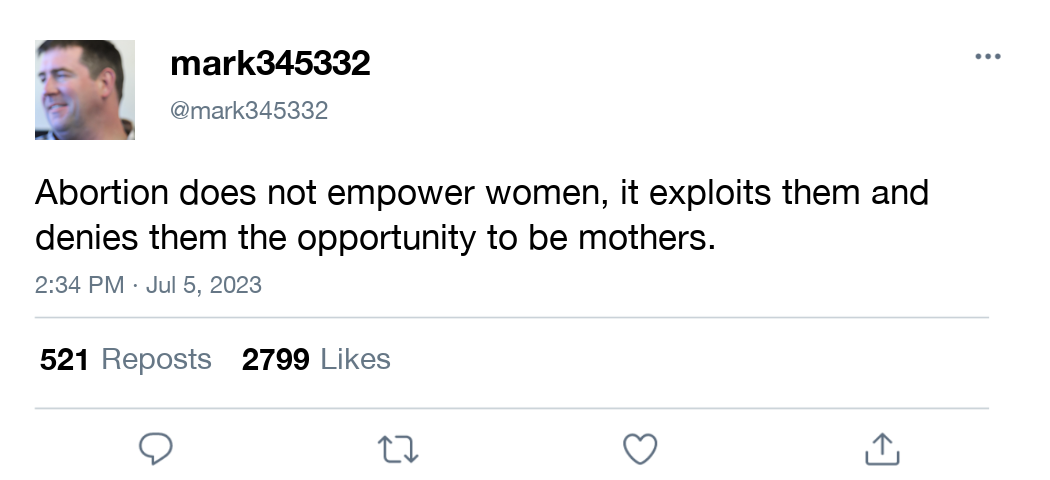 mark345332
@mark345332
Abortion does not empower women, it exploits them and
denies them the opportunity to be mothers.
2:34 PM · Jul 5, 2023
521 Reposts 2799 Likes